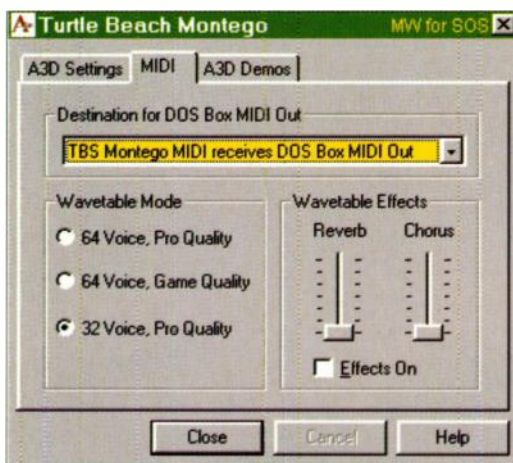 Turtle Beach Montego MW for SOS
A3D Settings MIDI A3D Demos
Destination for DOS Box MIDI Out
TBS Montego MIDI receives DOS Box MIDI Out
Wavetable Mode
64 Voice, Pro Quality
64 Voice, Game Quality
32 Voice, Pro Quality
Wavetable Effects
Reverb Chorus
Effects On
Close Cancel Help